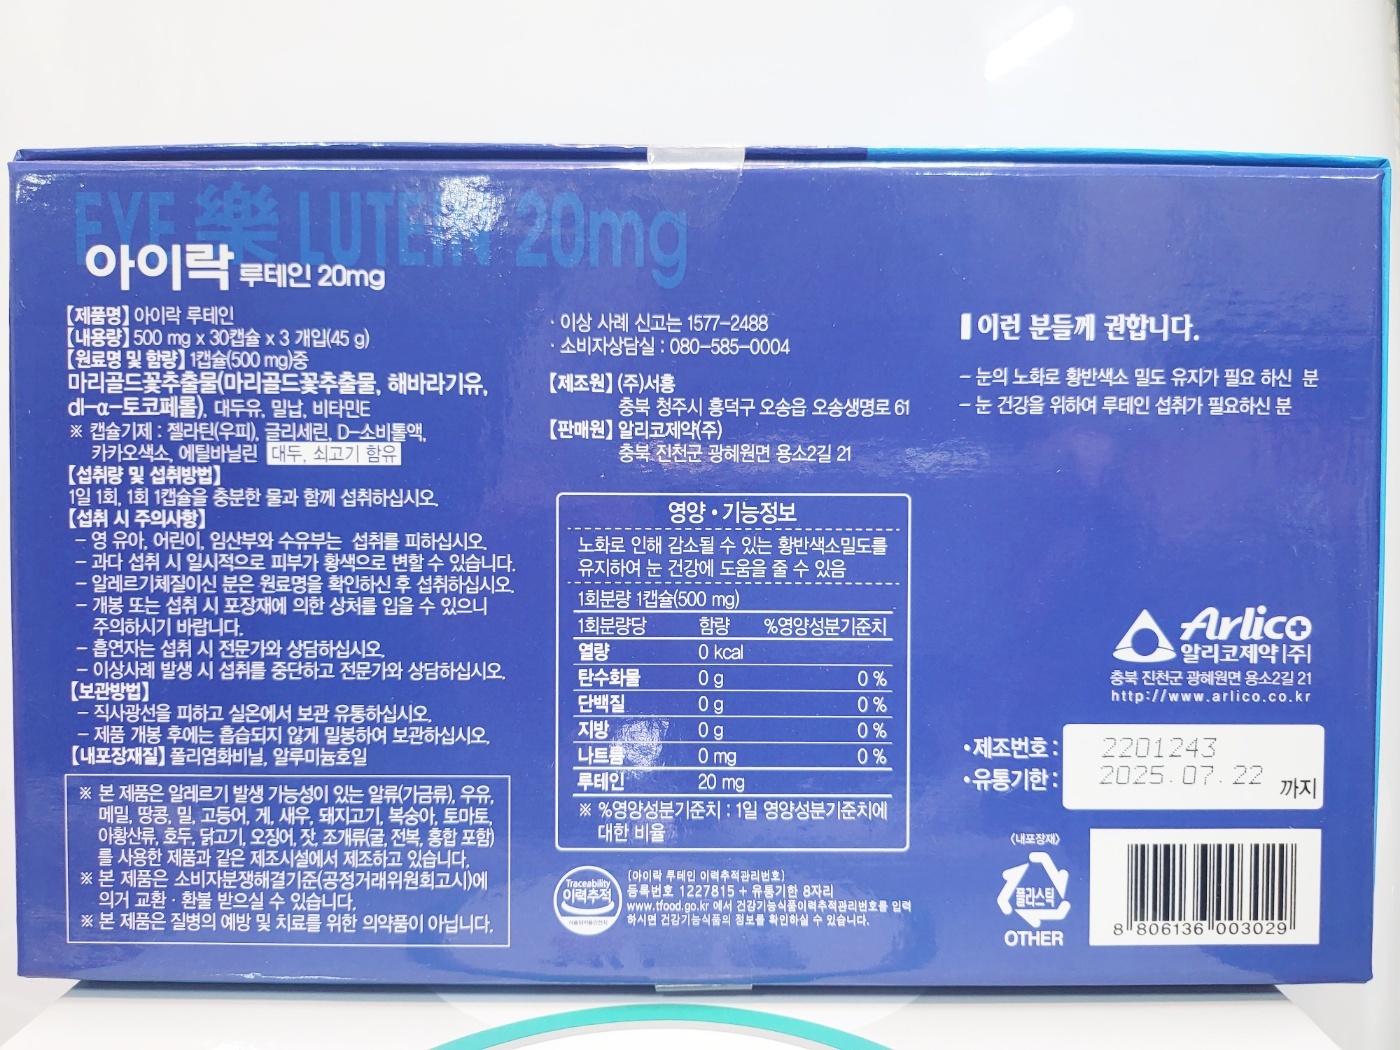 EYE 樂 LUTEIN 20mg
아이락 루테인 20mg
【제품명】 아이락 루테인
【내용량】 500 mg x 30캡슐 x 3 개입(45 g)
【원료명 및 함량】 1캡슐(500 mg)중
마리골드꽃추출물(마리골드꽃추출물, 해바라기유,
dl-α-토코페롤), 대두유, 밀납, 비타민E
※ 캡슐기제 : 젤라틴(우피), 글리세린, D-소비톨액,
카카오색소, 에틸바닐린 대두, 쇠고기 함유
【섭취량 및 섭취방법】
1일 1회, 1회 1캡슐을 충분한 물과 함께 섭취하십시오.
【섭취 시 주의사항】
- 영 유아, 어린이, 임산부와 수유부는 섭취를 피하십시오.
- 과다 섭취 시 일시적으로 피부가 황색으로 변할 수 있습니다.
- 알레르기체질이신 분은 원료명을 확인하신 후 섭취하십시오.
- 개봉 또는 섭취 시 포장재에 의한 상처를 입을 수 있으니
주의하시기 바랍니다.
- 흡연자는 섭취 시 전문가와 상담하십시오.
- 이상사례 발생 시 섭취를 중단하고 전문가와 상담하십시오.
【보관방법】
- 직사광선을 피하고 실온에서 보관 유통하십시오.
- 제품 개봉 후에는 흡습되지 않게 밀봉하여 보관하십시오.
【내포장재질】 폴리염화비닐, 알루미늄호일
※ 본 제품은 알레르기 발생 가능성이 있는 알류(가금류), 우유,
메밀, 땅콩, 밀, 고등어, 게, 새우, 돼지고기, 복숭아, 토마토,
아황산류, 호두, 닭고기, 오징어, 잣, 조개류(굴, 전복, 홍합 포함)
를 사용한 제품과 같은 제조시설에서 제조하고 있습니다.
※ 본 제품은 소비자분쟁해결기준(공정거래위원회고시)에
의거 교환 · 환불 받으실 수 있습니다.
※ 본 제품은 질병의 예방 및 치료를 위한 의약품이 아닙니다.
· 이상 사례 신고는 1577-2488
· 소비자상담실 : 080-585-0004
【제조원】 (주)서흥
충북 청주시 흥덕구 오송읍 오송생명로 61
【판매원】 알리코제약(주)
충북 진천군 광혜원면 용소2길 21
영양 • 기능정보
노화로 인해 감소될 수 있는 황반색소밀도를
유지하여 눈 건강에 도움을 줄 수 있음
1회분량 1캡슐(500 mg)
1회분량당 함량 %영양성분기준치
열량 0 kcal
탄수화물 0 g 0 %
단백질 0 g 0 %
지방 0 g 0 %
나트륨 0 mg 0 %
루테인 20 mg
※ %영양성분기준치 : 1일 영양성분기준치에
대한 비율
Traceability
이력추적
(아이락 루테인 이력추적관리번호)
등록번호 1227815 + 유통기한 8자리
www.tfood.go.kr 에서 건강기능식품이력추적관리번호를 입력
하시면 건강기능식품의 정보를 확인하실 수 있습니다.
이런 분들께 권합니다.
- 눈의 노화로 황반색소 밀도 유지가 필요 하신 분
- 눈 건강을 위하여 루테인 섭취가 필요하신 분
Arlico
알리코제약(주)
충북 진천군 광혜원면 용소2길 21
http://www.arlico.co.kr
• 제조번호 : 2201243
• 유통기한 : 2025.07.22 까지
〈내포장재〉
플라스틱
OTHER
8 806136 003029